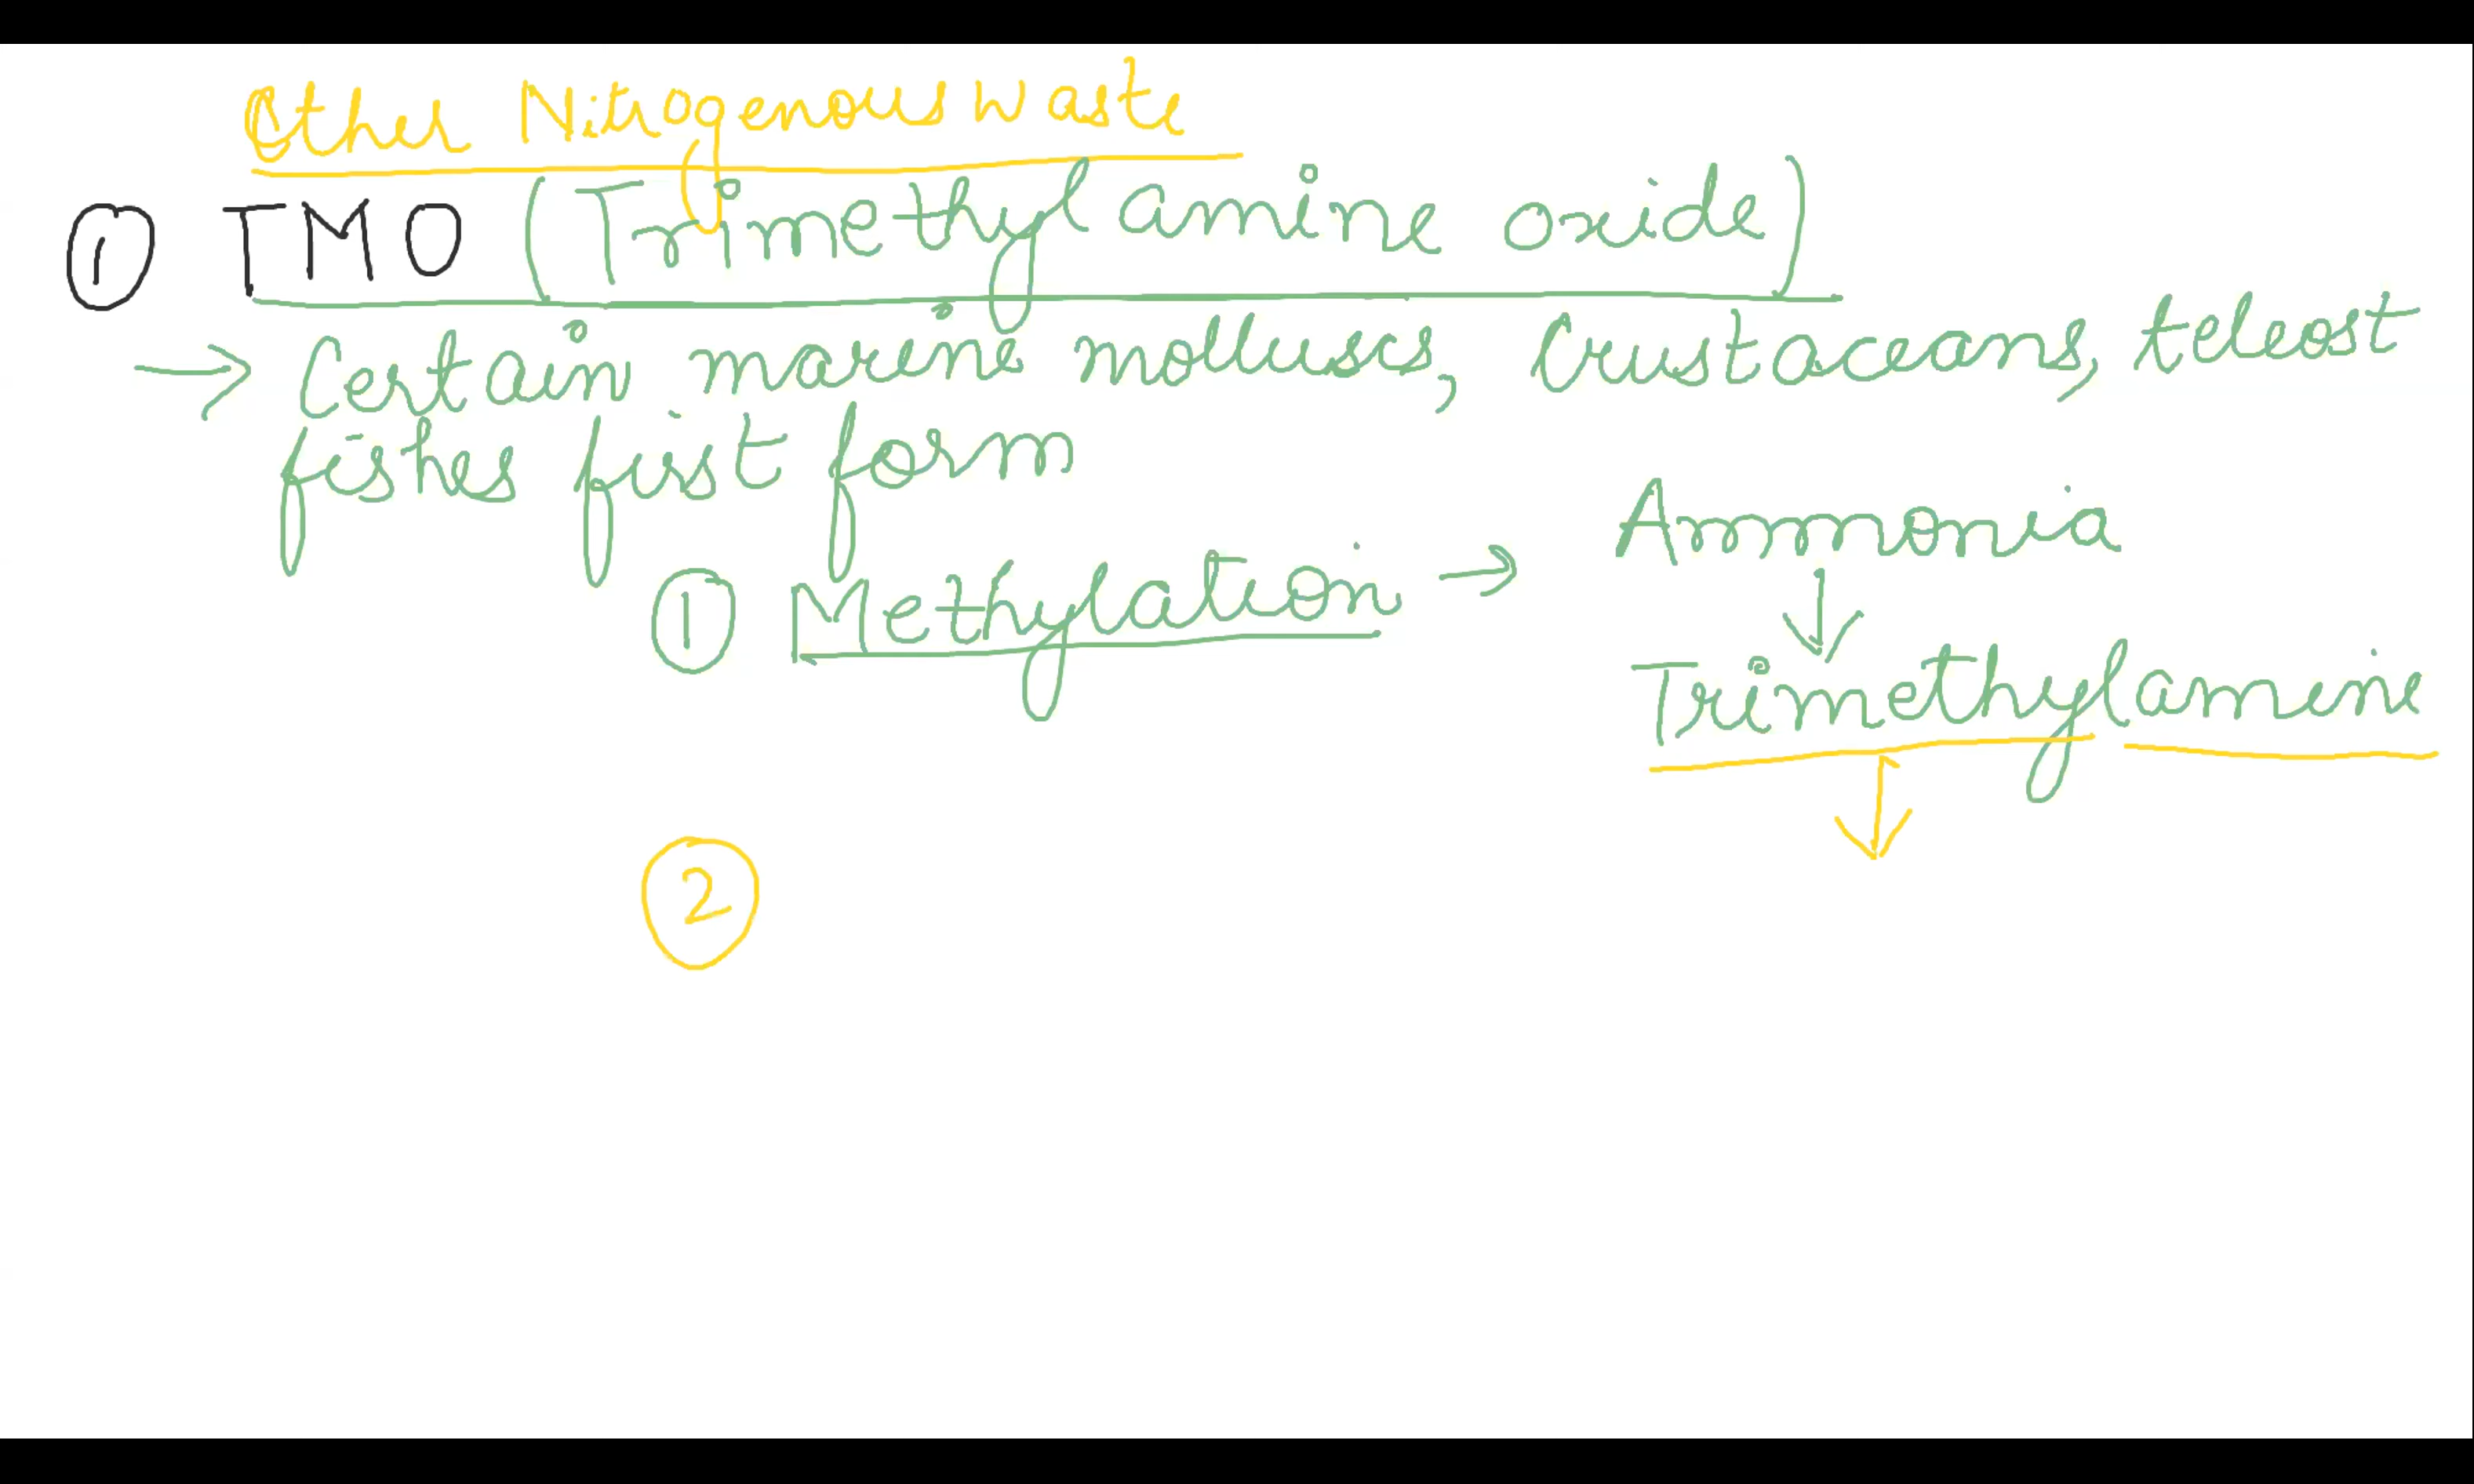 Other Nitrogenous waste
① TMO (Trimethylamine oxide)
→ Certain marine molluscs, Crustaceans, teleost
fishes first form
Ammonia
① Methylation →
↓
Trimethylamine
↓
②